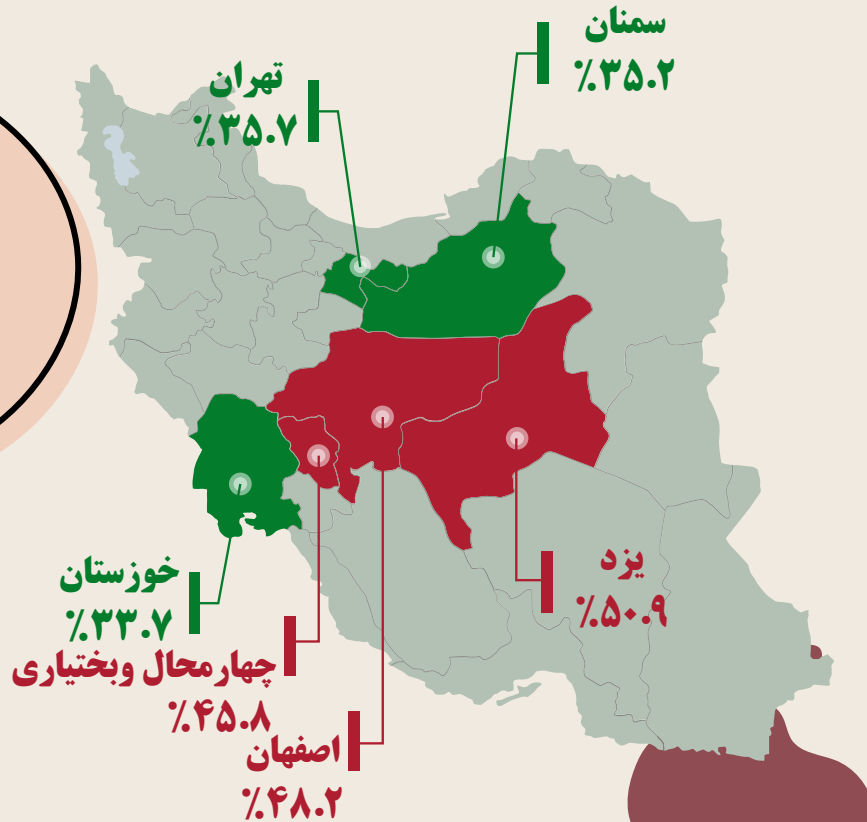 سمنان
٪۳۵.۲
تهران
٪۳۵.۷
خوزستان
٪۳۳.۷
یزد
٪۵۰.۹
چهارمحال وبختیاری
٪۴۵.۸
اصفهان
٪۴۸.۲